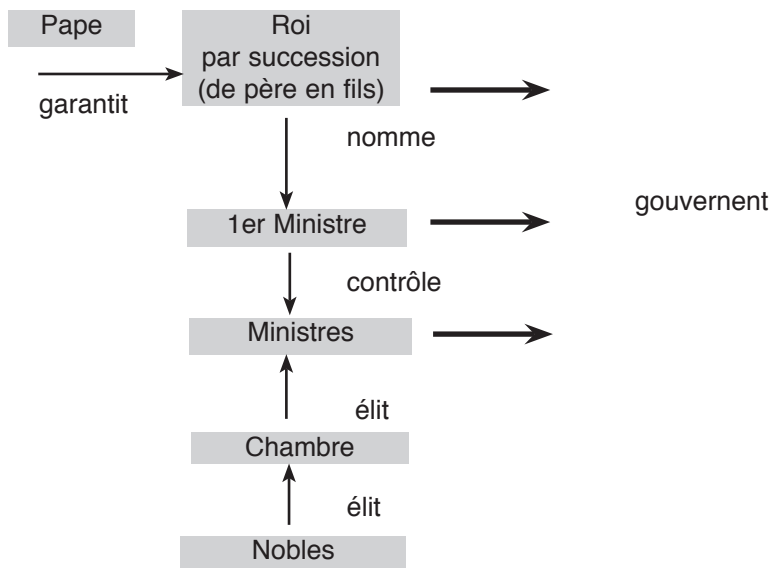 Pape
Roi
par succession
(de père en fils)
garantit
nomme
gouvernent
1er Ministre
contrôle
Ministres
élit
Chambre
élit
Nobles